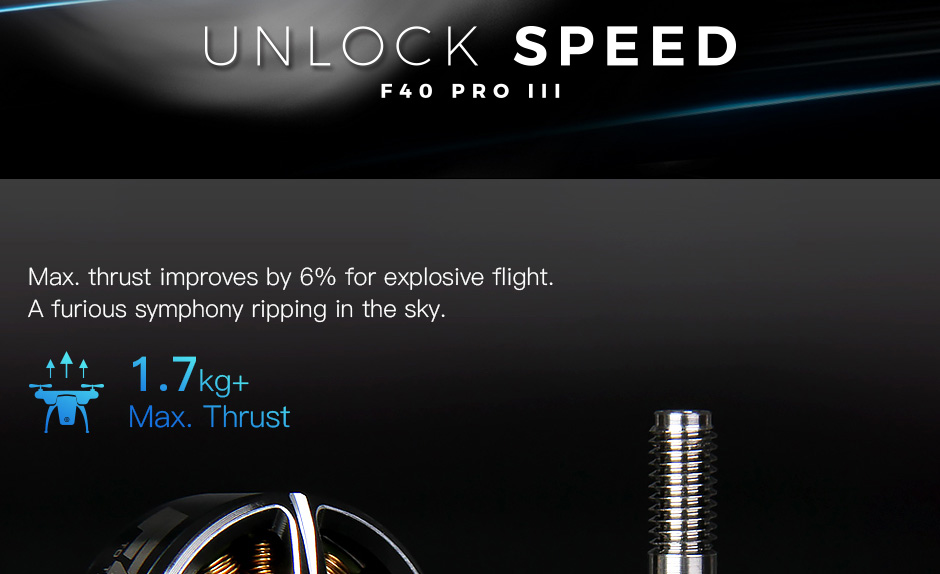 UNLOCK SPEED
F40 PRO III
Max. thrust improves by 6% for explosive flight.
A furious symphony ripping in the sky.
1.7kg+
Max. Thrust